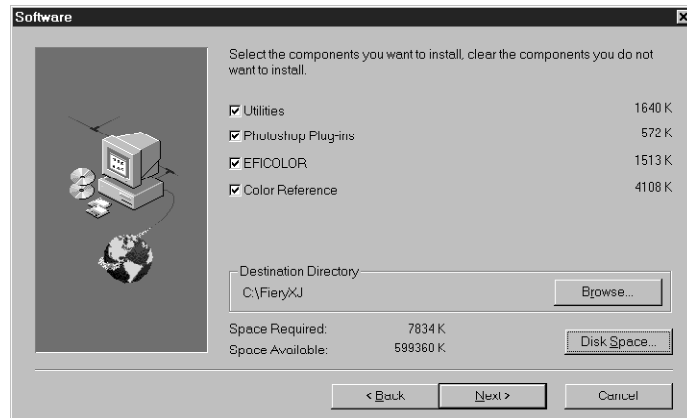 Software
Select the components you want to install, clear the components you do not
want to install.
Utilities 1640 K
Photoshop Plug-ins 572 K
EFICOLOR 1513 K
Color Reference 4108 K
Destination Directory
C:\FieryXJ
Browse...
Space Required: 7834 K
Space Available: 599360 K
Disk Space...
< Back
Next >
Cancel